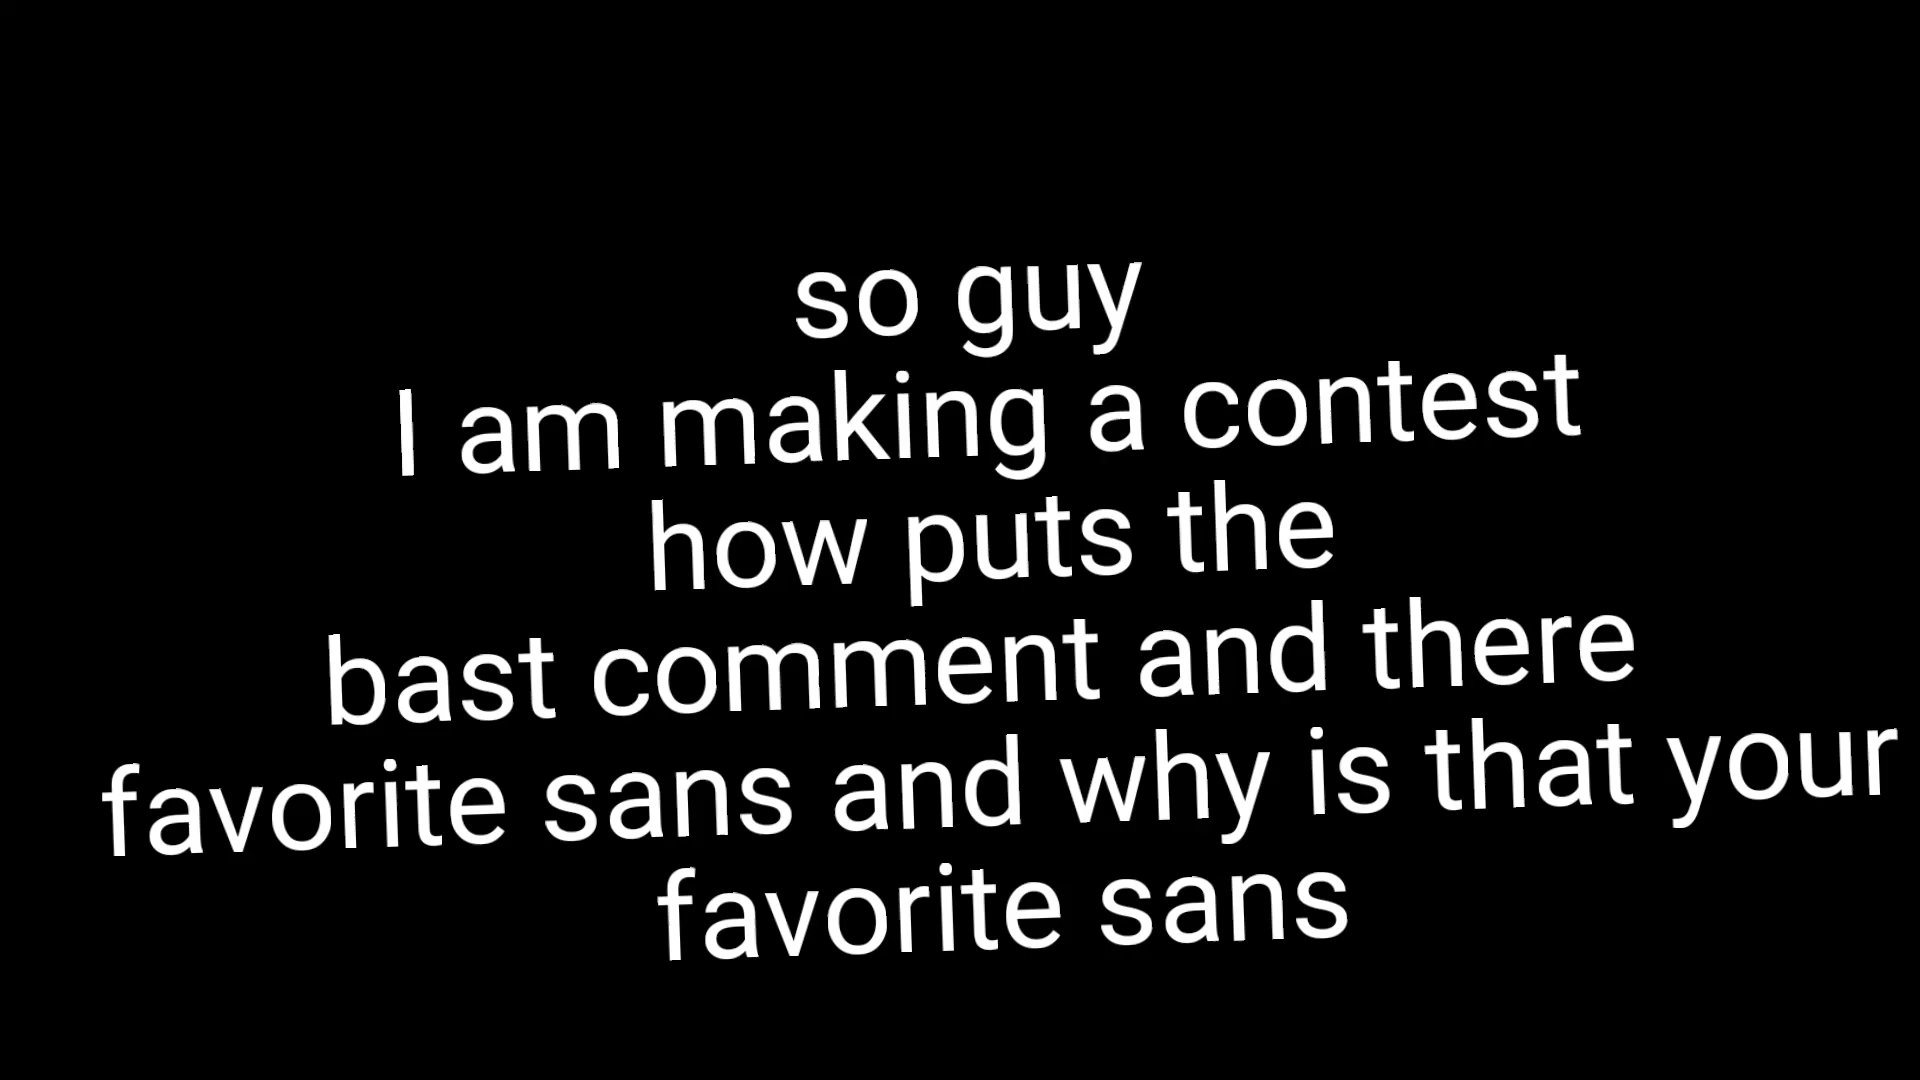 so guy
I am making a contest
how puts the
bast comment and there
favorite sans and why is that your
favorite sans